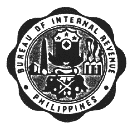 BUREAU OF INTERNAL REVENUE
PHILIPPINES